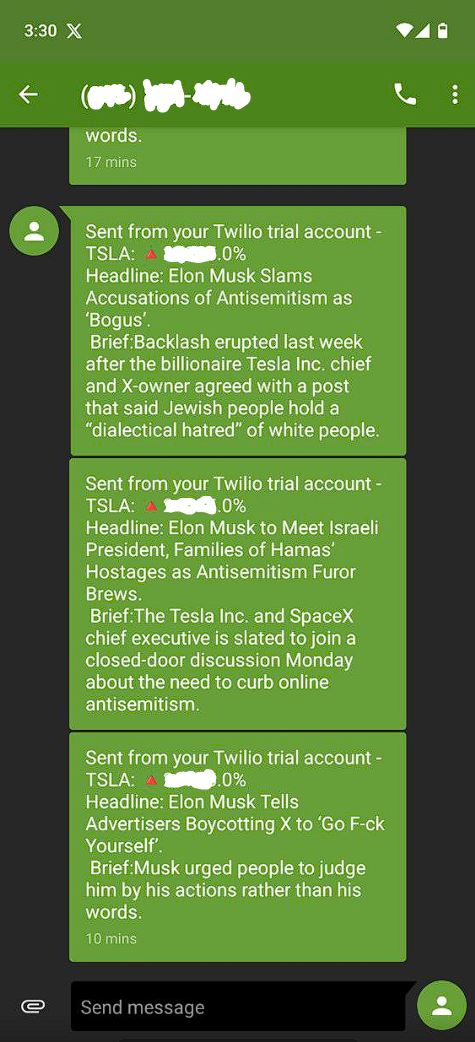 3:30 X
words.
17 mins
Sent from your Twilio trial account -
TSLA: 🔺 .0%
Headline: Elon Musk Slams
Accusations of Antisemitism as
‘Bogus’.
Brief:Backlash erupted last week
after the billionaire Tesla Inc. chief
and X-owner agreed with a post
that said Jewish people hold a
“dialectical hatred” of white people.
Sent from your Twilio trial account -
TSLA: 🔺 .0%
Headline: Elon Musk to Meet Israeli
President, Families of Hamas’
Hostages as Antisemitism Furor
Brews.
Brief:The Tesla Inc. and SpaceX
chief executive is slated to join a
closed-door discussion Monday
about the need to curb online
antisemitism.
Sent from your Twilio trial account -
TSLA: 🔺 .0%
Headline: Elon Musk Tells
Advertisers Boycotting X to ‘Go F-ck
Yourself’.
Brief:Musk urged people to judge
him by his actions rather than his
words.
10 mins
Send message